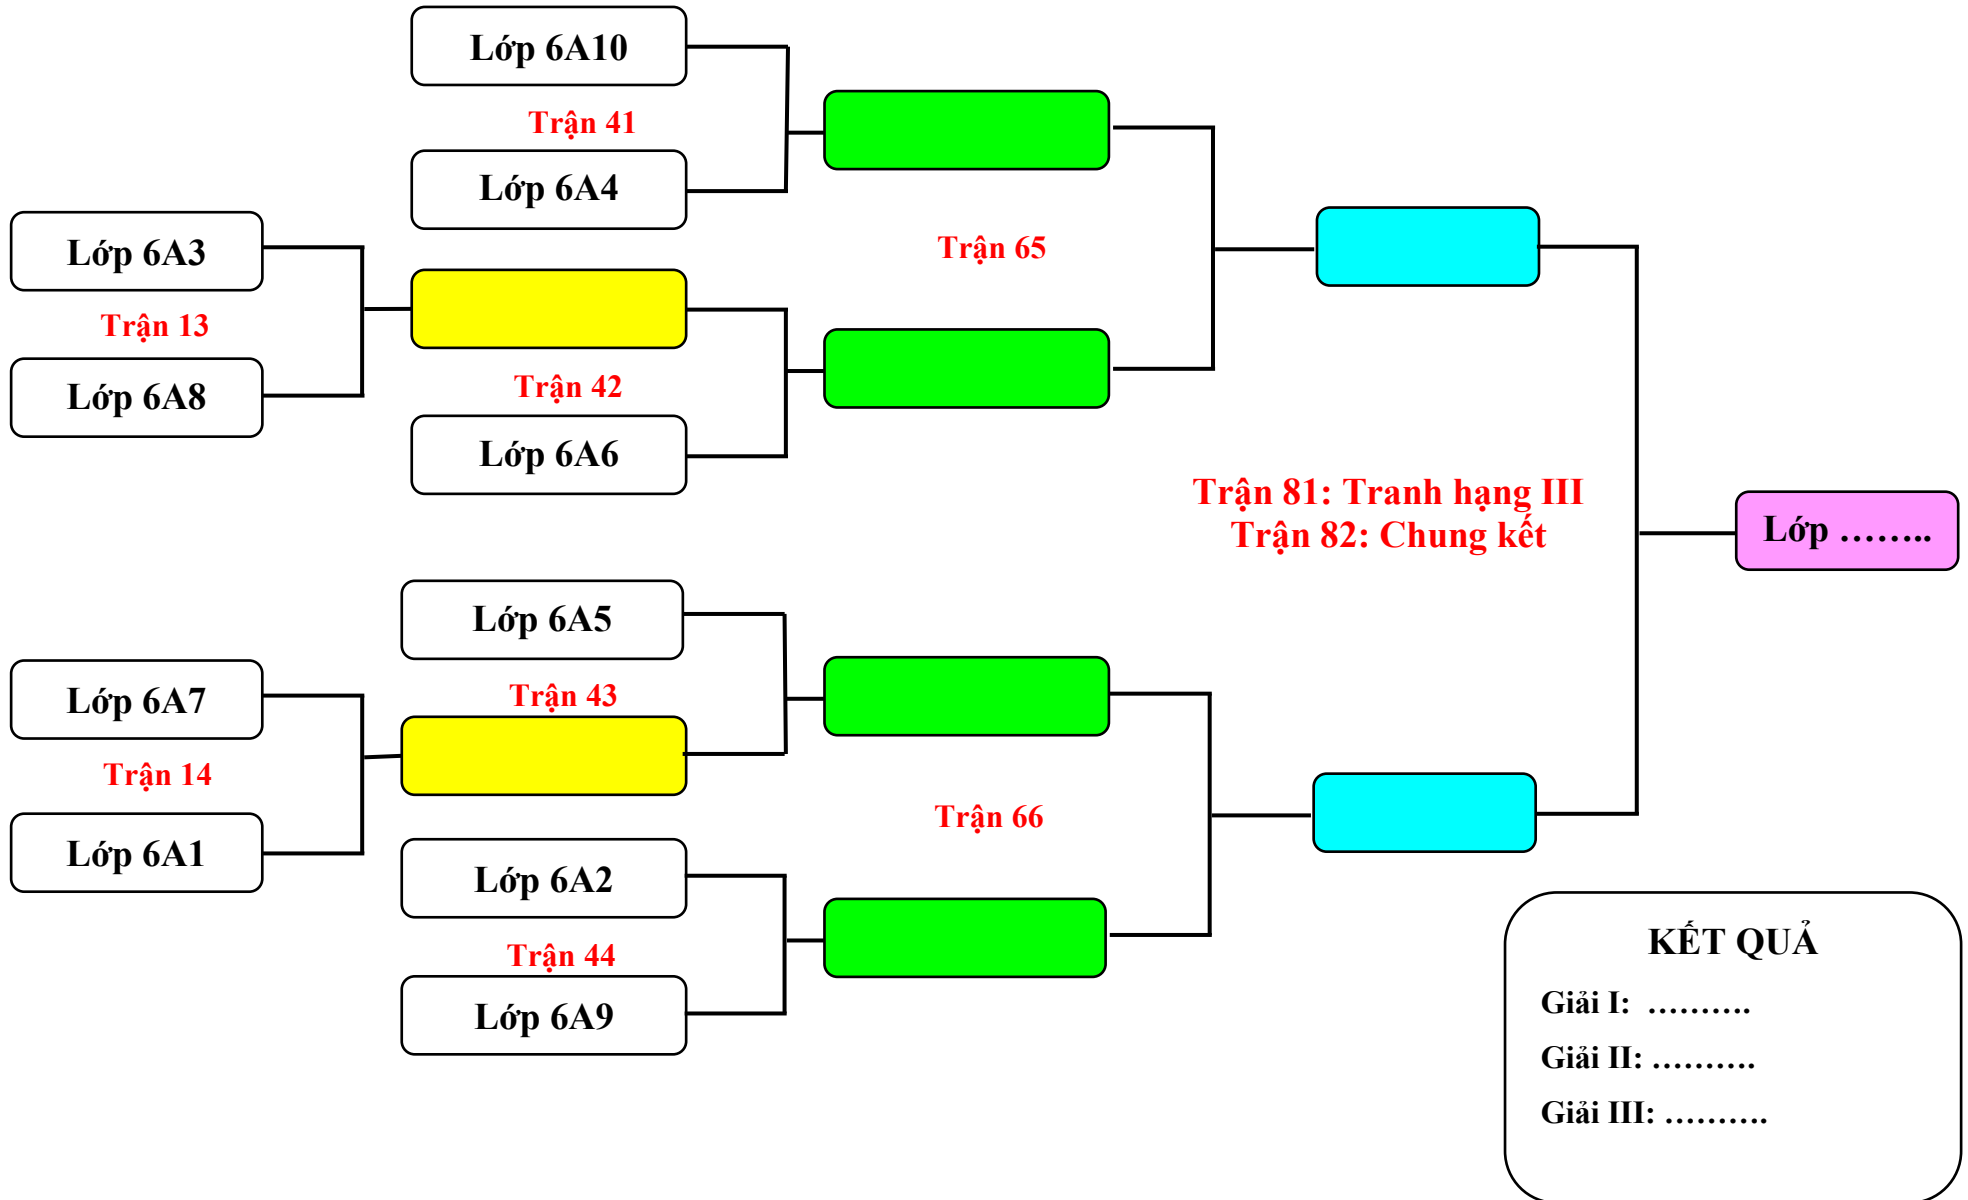 Lớp 6A10
Trận 41
Lớp 6A4
Lớp 6A3
Trận 65
Trận 13
Lớp 6A8
Trận 42
Lớp 6A6
Trận 81: Tranh hạng III
Trận 82: Chung kết
Lớp ……..
Lớp 6A5
Lớp 6A7
Trận 43
Trận 14
Lớp 6A1
Trận 66
Lớp 6A2
Trận 44
Lớp 6A9
KẾT QUẢ
Giải I: ……….
Giải II: ……….
Giải III: ……….